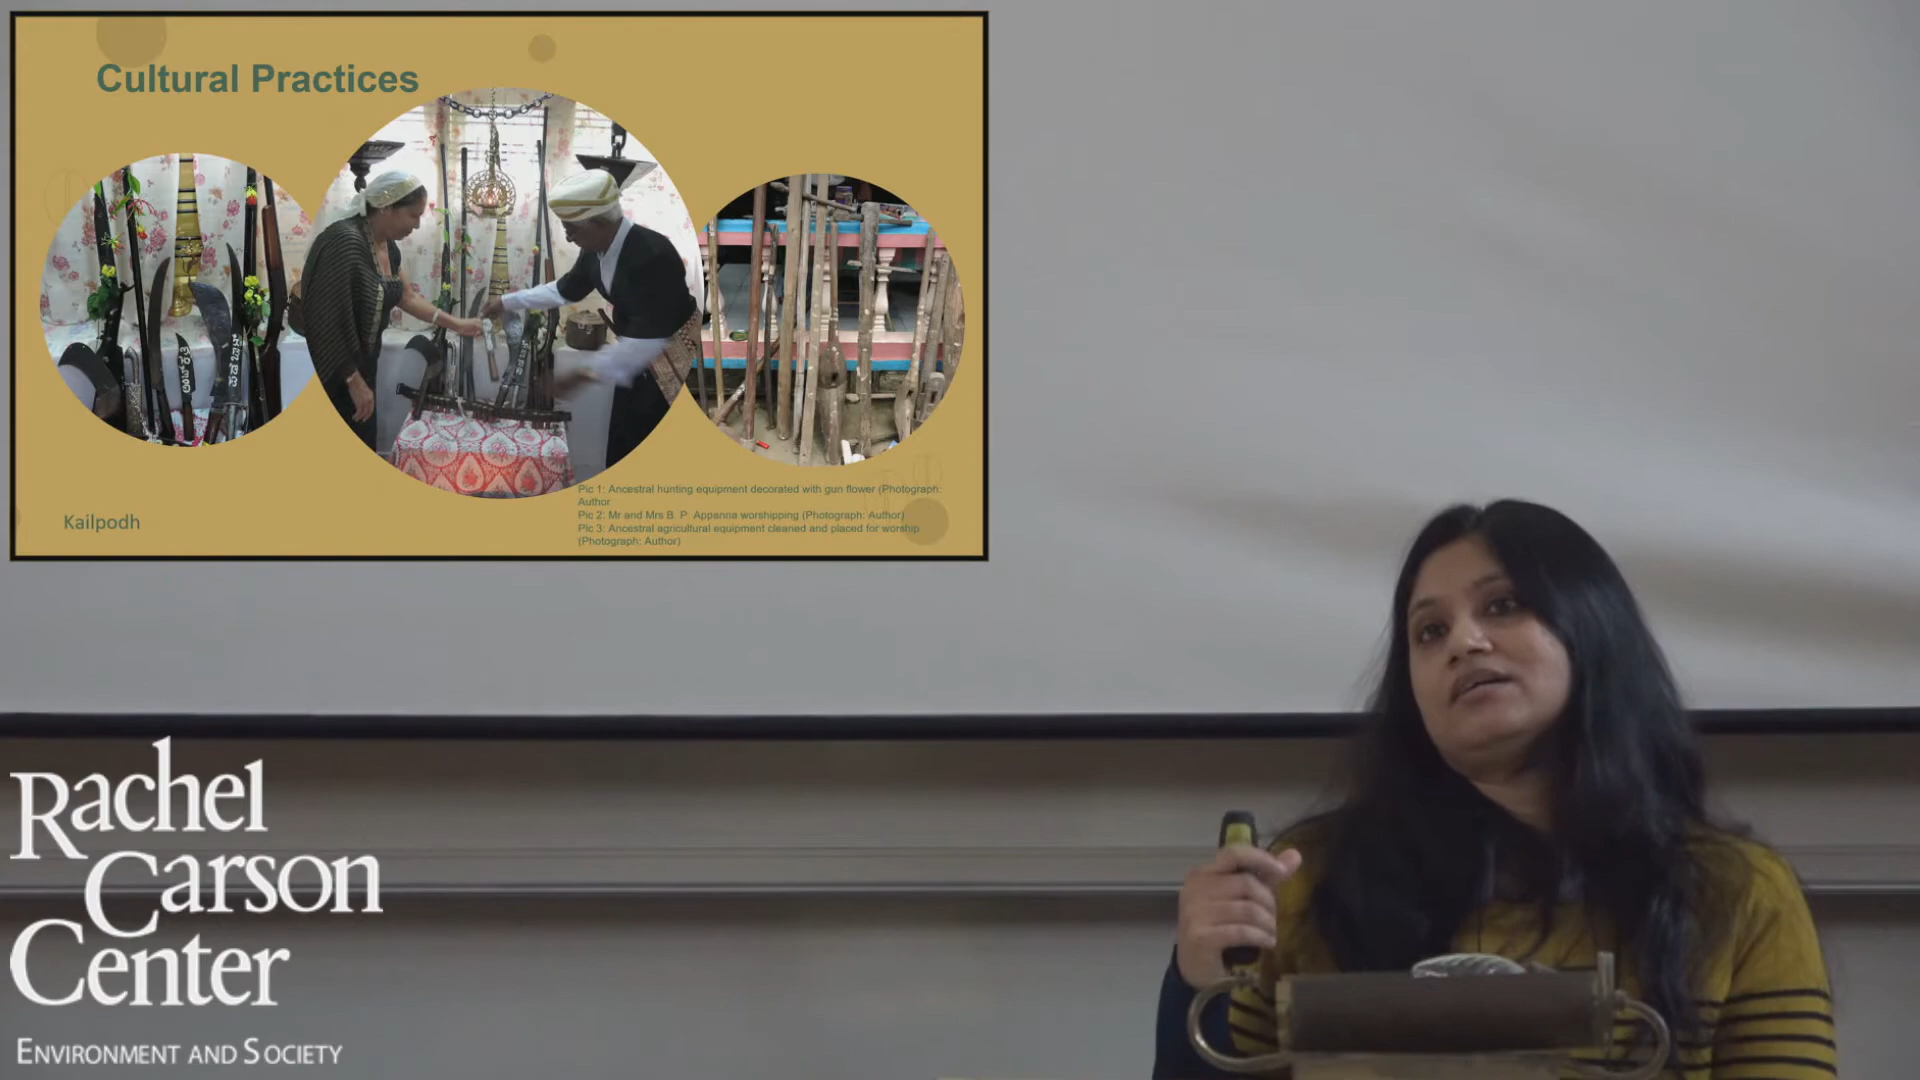 Cultural Practices
Pic 1: Ancestral hunting equipment decorated with gun flower (Photograph:
Author
Pic 2: Mr and Mrs B. P. Appanna worshipping (Photograph: Author)
Pic 3: Ancestral agricultural equipment cleaned and placed for worship
(Photograph: Author)
Kailpodh
Rachel
Carson
Center
Environment and Society